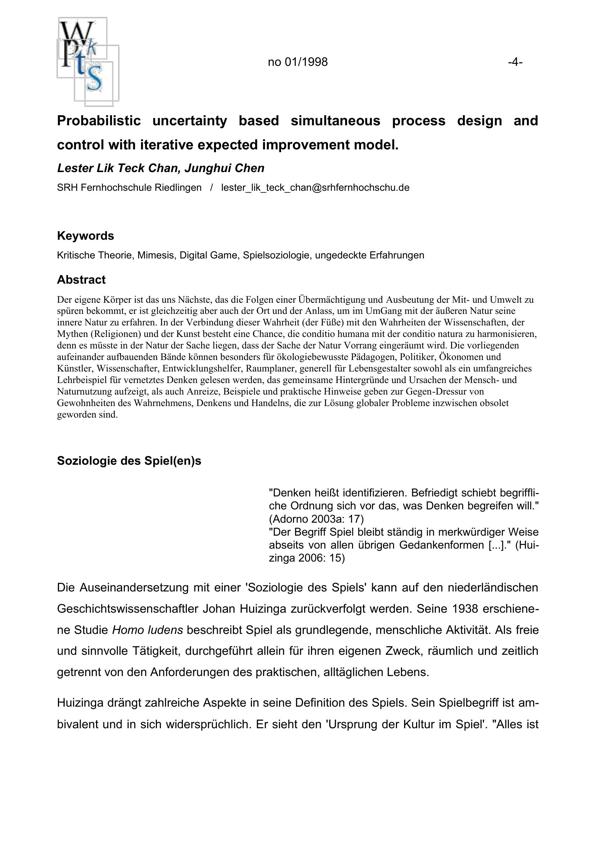 W
P k
t s
S
no 01/1998 -4-
Probabilistic uncertainty based simultaneous process design and
control with iterative expected improvement model.
Lester Lik Teck Chan, Junghui Chen
SRH Fernhochschule Riedlingen / lester_lik_teck_chan@srhfernhochschu.de
Keywords
Kritische Theorie, Mimesis, Digital Game, Spielsoziologie, ungedeckte Erfahrungen
Abstract
Der eigene Körper ist das uns Nächste, das die Folgen einer Übermächtigung und Ausbeutung der Mit- und Umwelt zu
spüren bekommt, er ist gleichzeitig aber auch der Ort und der Anlass, um im UmGang mit der äußeren Natur seine
innere Natur zu erfahren. In der Verbindung dieser Wahrheit (der Füße) mit den Wahrheiten der Wissenschaften, der
Mythen (Religionen) und der Kunst besteht eine Chance, die conditio humana mit der conditio natura zu harmonisieren,
denn es müsste in der Natur der Sache liegen, dass der Sache der Natur Vorrang eingeräumt wird. Die vorliegenden
aufeinander aufbauenden Bände können besonders für ökologiebewusste Pädagogen, Politiker, Ökonomen und
Künstler, Wissenschafter, Entwicklungshelfer, Raumplaner, generell für Lebensgestalter sowohl als ein umfangreiches
Lehrbeispiel für vernetztes Denken gelesen werden, das gemeinsame Hintergründe und Ursachen der Mensch- und
Naturnutzung aufzeigt, als auch Anreize, Beispiele und praktische Hinweise geben zur Gegen-Dressur von
Gewohnheiten des Wahrnehmens, Denkens und Handelns, die zur Lösung globaler Probleme inzwischen obsolet
geworden sind.
Soziologie des Spiel(en)s
"Denken heißt identifizieren. Befriedigt schiebt begriffli-
che Ordnung sich vor das, was Denken begreifen will."
(Adorno 2003a: 17)
"Der Begriff Spiel bleibt ständig in merkwürdiger Weise
abseits von allen übrigen Gedankenformen [...]." (Hui-
zinga 2006: 15)
Die Auseinandersetzung mit einer 'Soziologie des Spiels' kann auf den niederländischen
Geschichtswissenschaftler Johan Huizinga zurückverfolgt werden. Seine 1938 erschiene-
ne Studie Homo ludens beschreibt Spiel als grundlegende, menschliche Aktivität. Als freie
und sinnvolle Tätigkeit, durchgeführt allein für ihren eigenen Zweck, räumlich und zeitlich
getrennt von den Anforderungen des praktischen, alltäglichen Lebens.
Huizinga drängt zahlreiche Aspekte in seine Definition des Spiels. Sein Spielbegriff ist am-
bivalent und in sich widersprüchlich. Er sieht den 'Ursprung der Kultur im Spiel'. "Alles ist